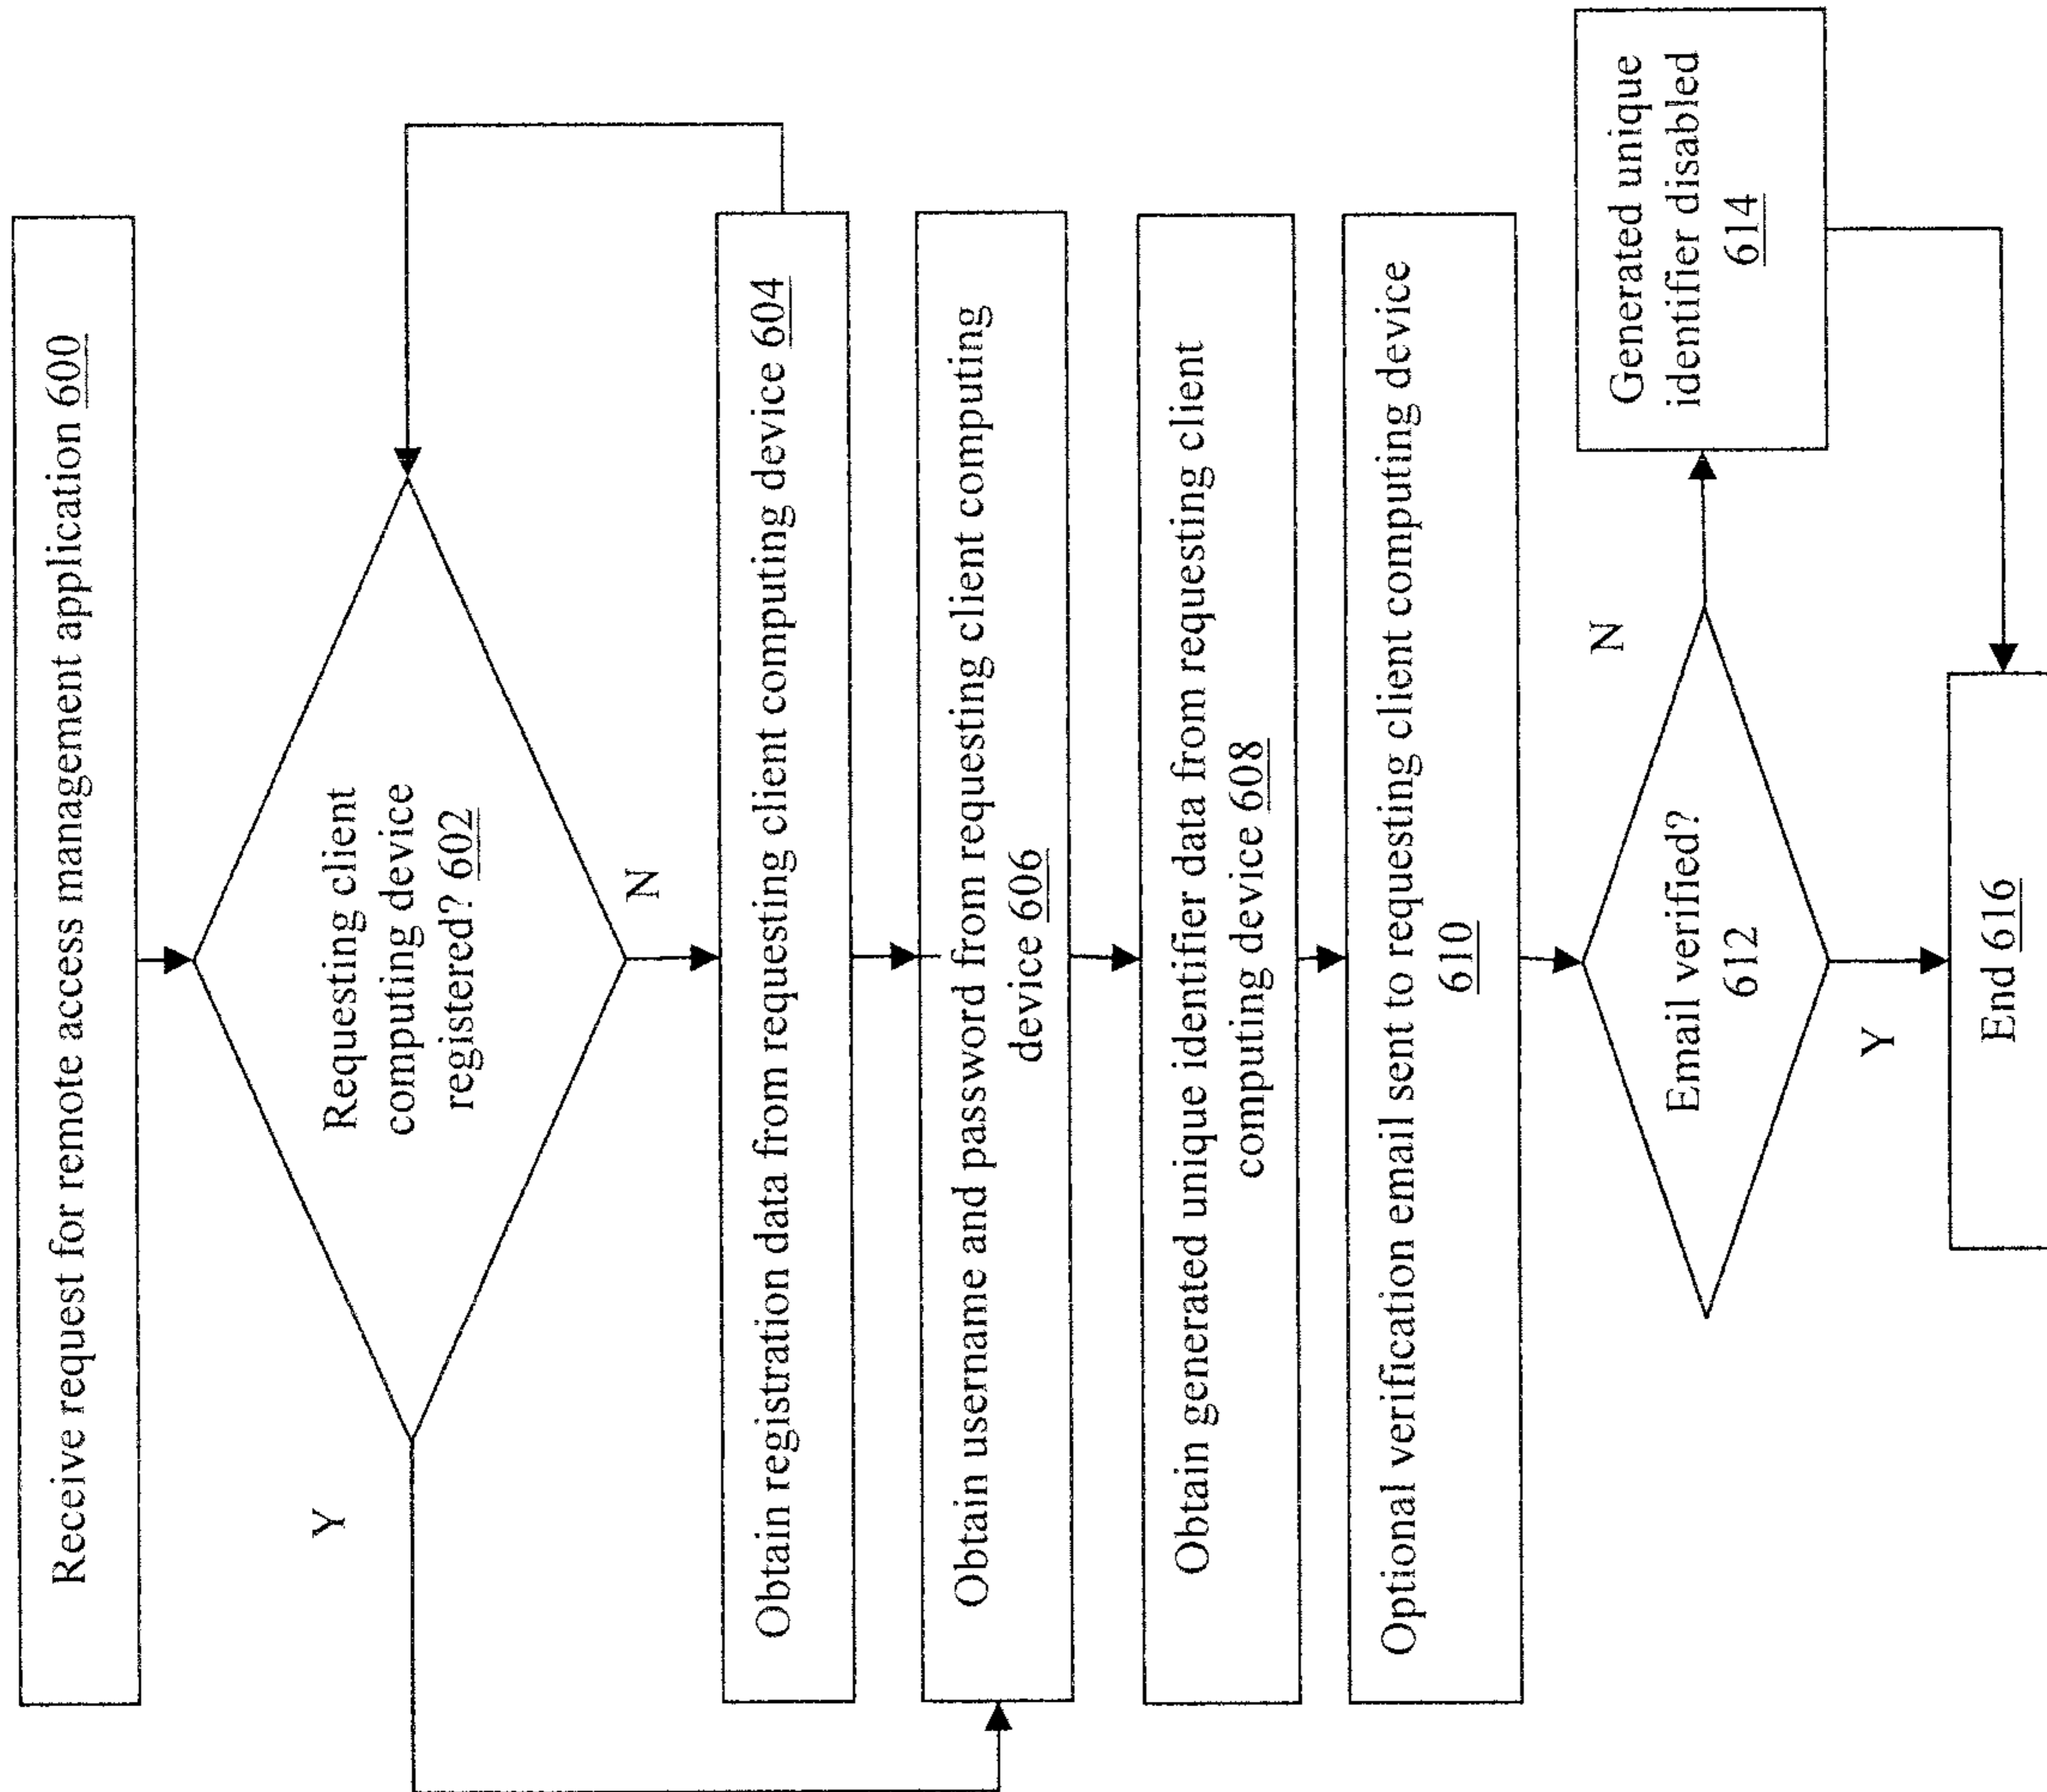 Receive request for remote access management application 600
Requesting client
computing device
registered? 602
Y
N
Obtain registration data from requesting client computing device 604
Obtain username and password from requesting client computing
device 606
Obtain generated unique identifier data from requesting client
computing device 608
Optional verification email sent to requesting client computing device
610
Email verified?
612
N
Y
Generated unique
identifier disabled
614
End 616